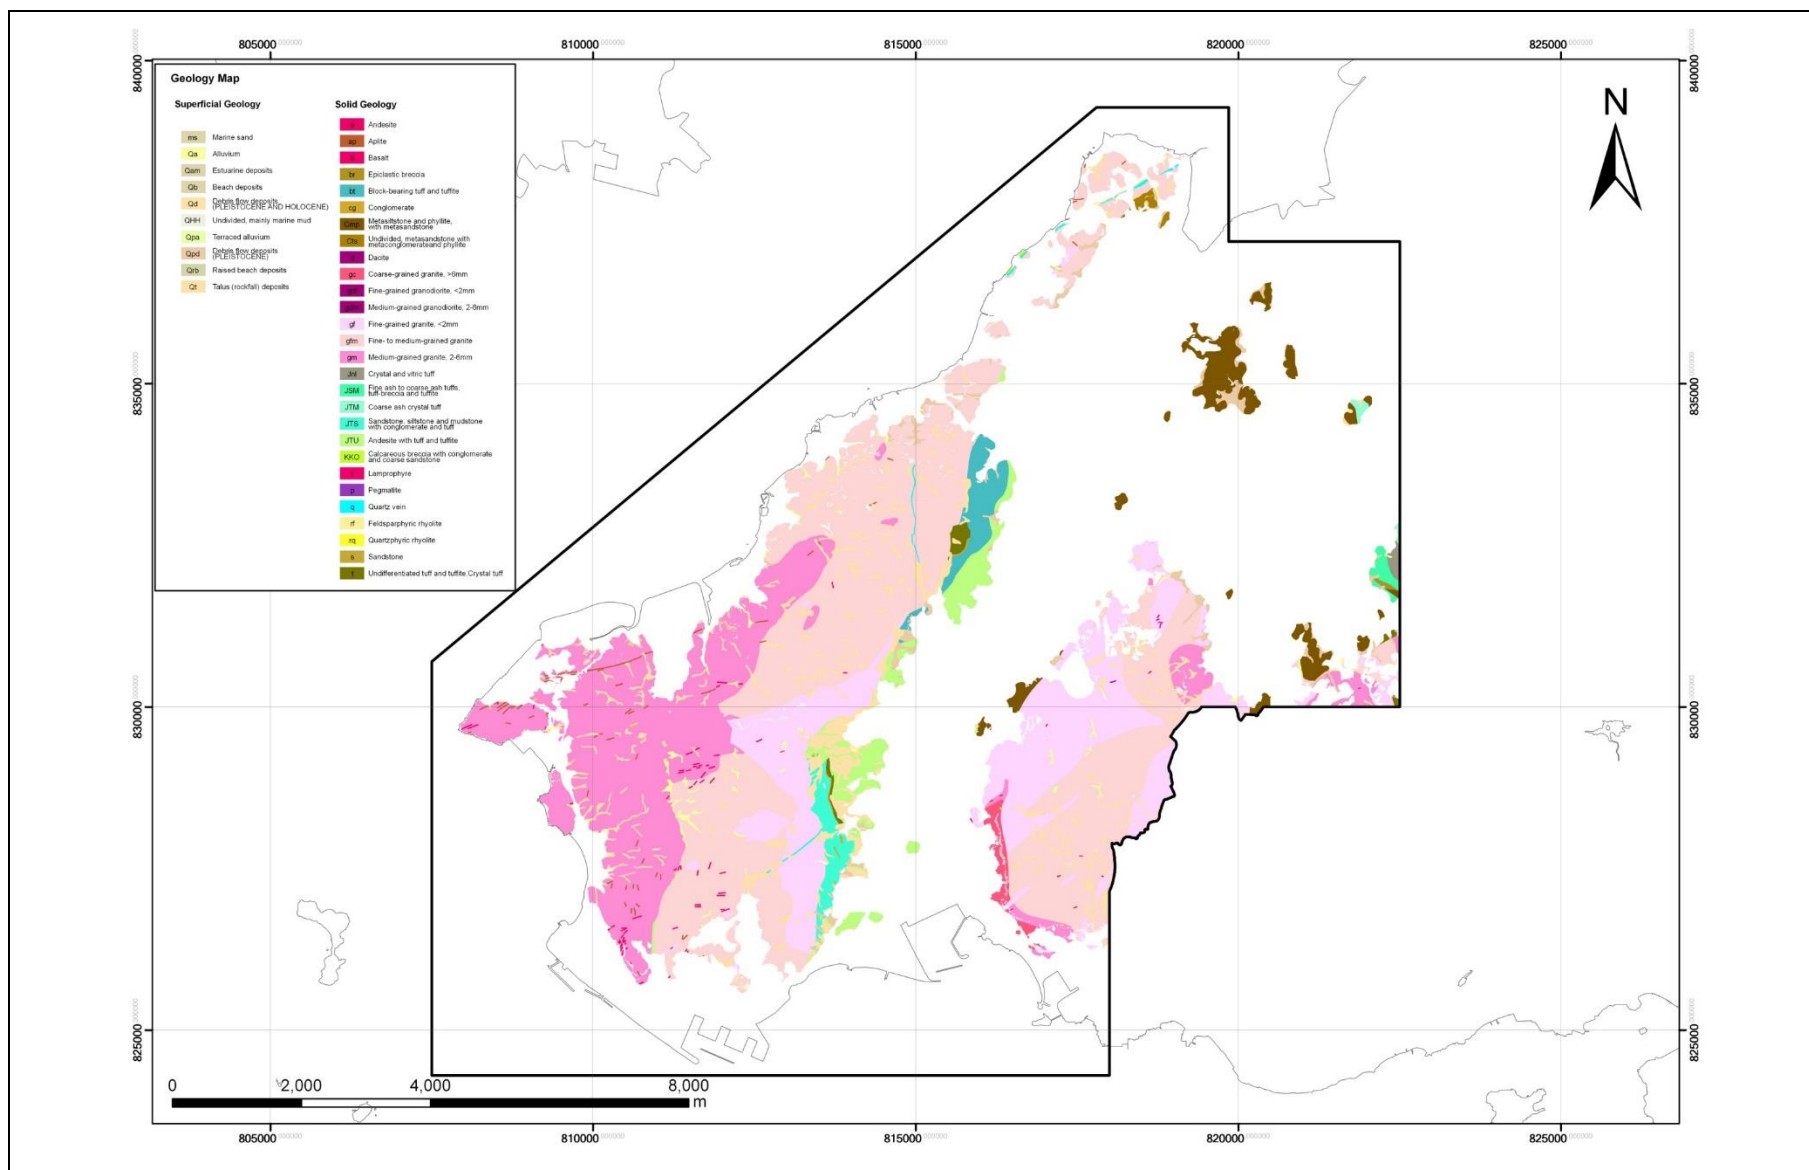 805000 810000 815000 820000 825000
840000 840000
Geology Map
Superficial Geology
ms Marine sand
Qa Alluvium
Qam Estuarine deposits
Qb Beach deposits
Qd Debris flow deposits
(PLEISTOCENE AND HOLOCENE)
QHH Undivided, mainly marine mud
Qpa Terraced alluvium
Qpd Debris flow deposits
(PLEISTOCENE)
Qrb Raised beach deposits
Qt Talus (rockfall) deposits
Solid Geology
Andesite
ap Aplite
Basalt
br Epiclastic breccia
bt Block-bearing tuff and tuffite
cg Conglomerate
Cmp Metasiltstone and phyllite,
with metasandstone
Cts Undivided, metasandstone with
metaconglomerateand phyllite
Dacite
gc Coarse-grained granite, >6mm
Fine-grained granodiorite, <2mm
Medium-grained granodiorite, 2-6mm
gf Fine-grained granite, <2mm
gfm Fine- to medium-grained granite
gm Medium-grained granite, 2-6mm
Jnl Crystal and vitric tuff
JSM Fine ash to coarse ash tuffs,
tuff-breccia and tuffite
JTM Coarse ash crystal tuff
JTS Sandstone, siltstone and mudstone
with conglomerate and tuff
JTU Andesite with tuff and tuffite
KKO Calcareous breccia with conglomerate
and coarse sandstone
Lamprophyre
p Pegmatite
q Quartz vein
rf Feldsparphyric rhyolite
rq Quartzphyric rhyolite
s Sandstone
t Undifferentiated tuff and tuffite.Crystal tuff
N
835000 835000
830000 830000
825000 825000
0 2,000 4,000 8,000
m
805000 810000 815000 820000 825000